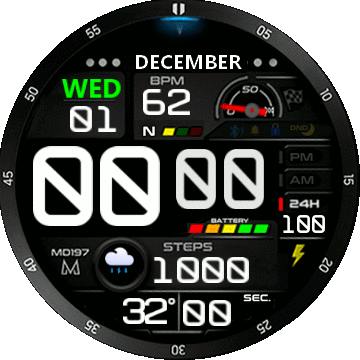 55 05
DECEMBER
50 10
WED BPM 50
01 62
N DND
45 00 00 PM 15
AM
24H
BATTERY 100
MD197 STEPS
1000
40 20
32° 00 SEC.
35 30 25